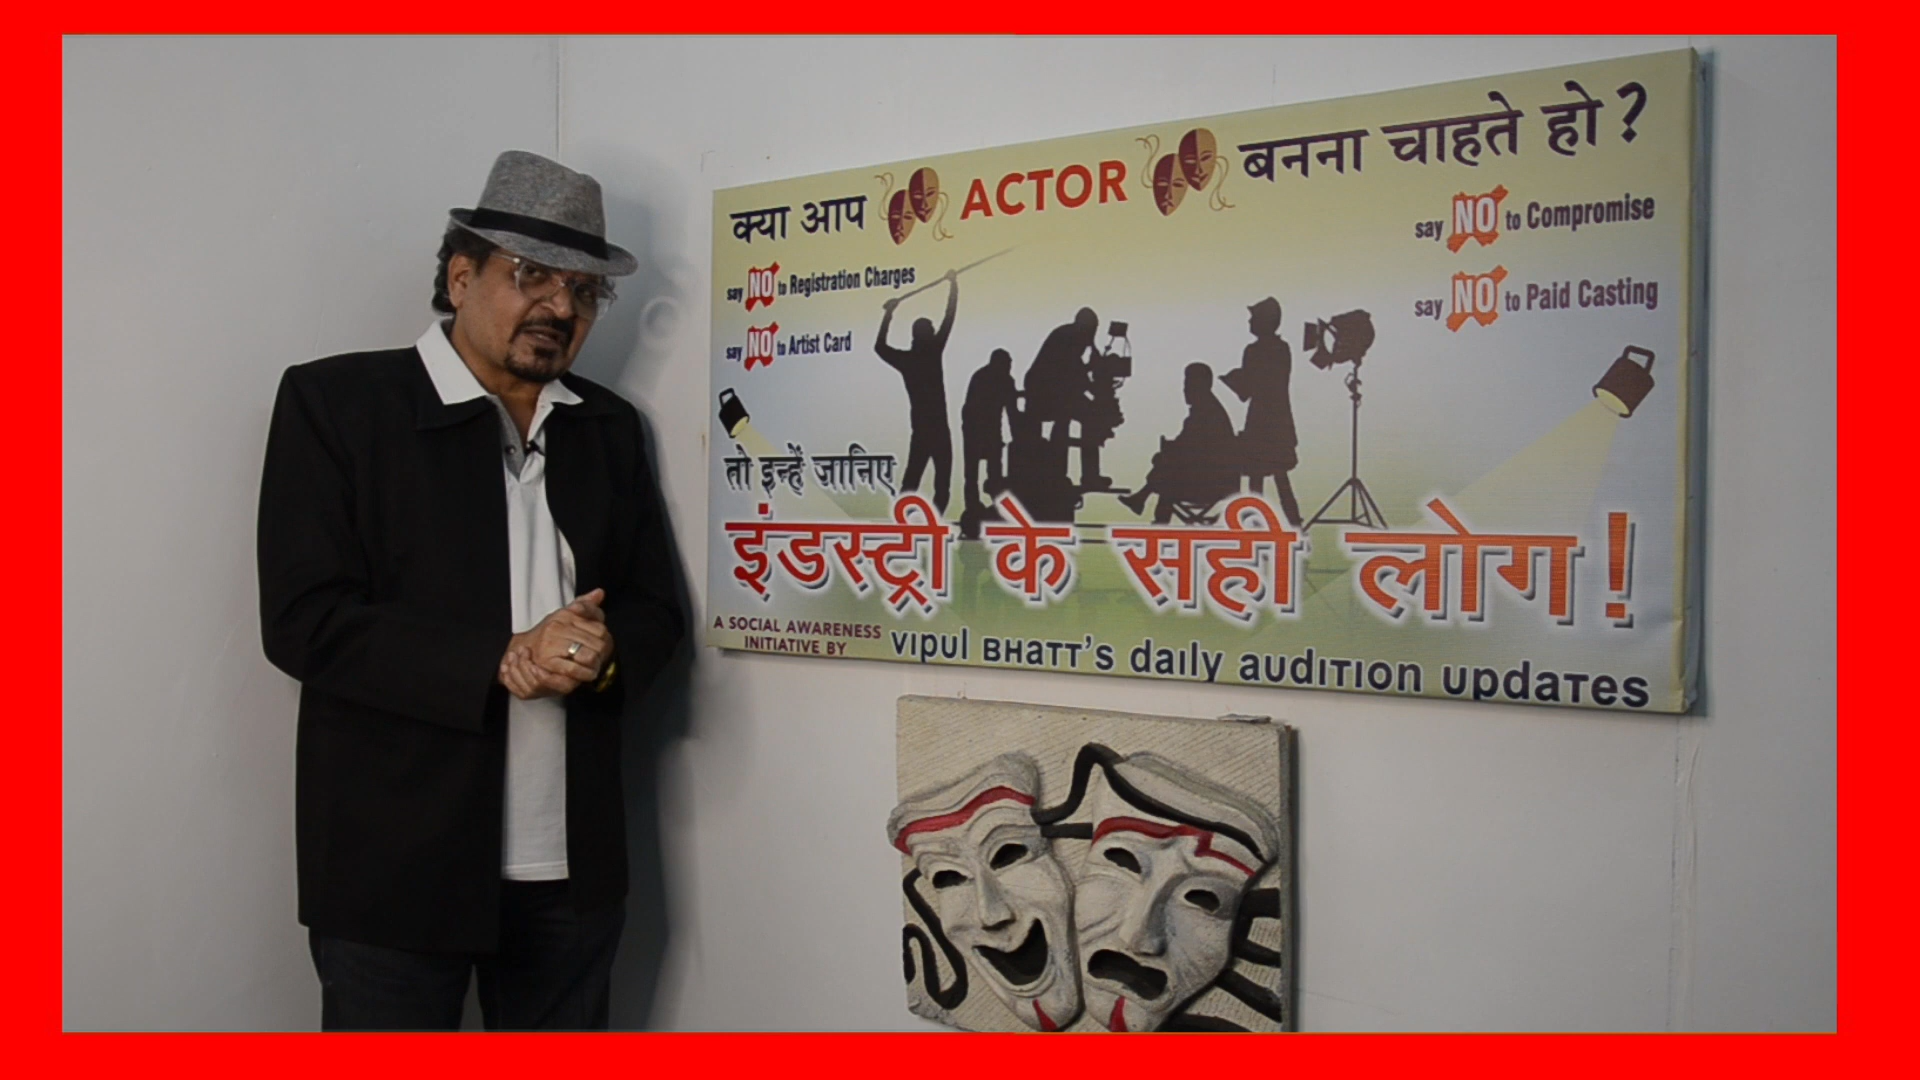 क्या आप ACTOR बनना चाहते हो ?
say NO to Registration Charges
say NO to Artist Card
say NO to Compromise
say NO to Paid Casting
तो इन्हें जानिए
इंडस्ट्री के सही लोग !
A SOCIAL AWARENESS
INITIATIVE BY
vipul BHATT's daily audITION updaTes